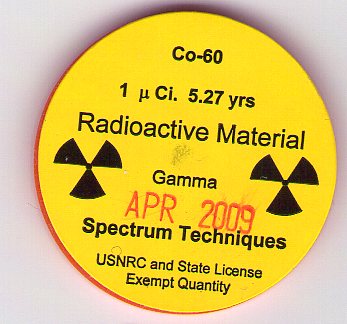 Co-60
1 μ Ci. 5.27 yrs
Radioactive Material
Gamma
APR 2009
Spectrum Techniques
USNRC and State License
Exempt Quantity